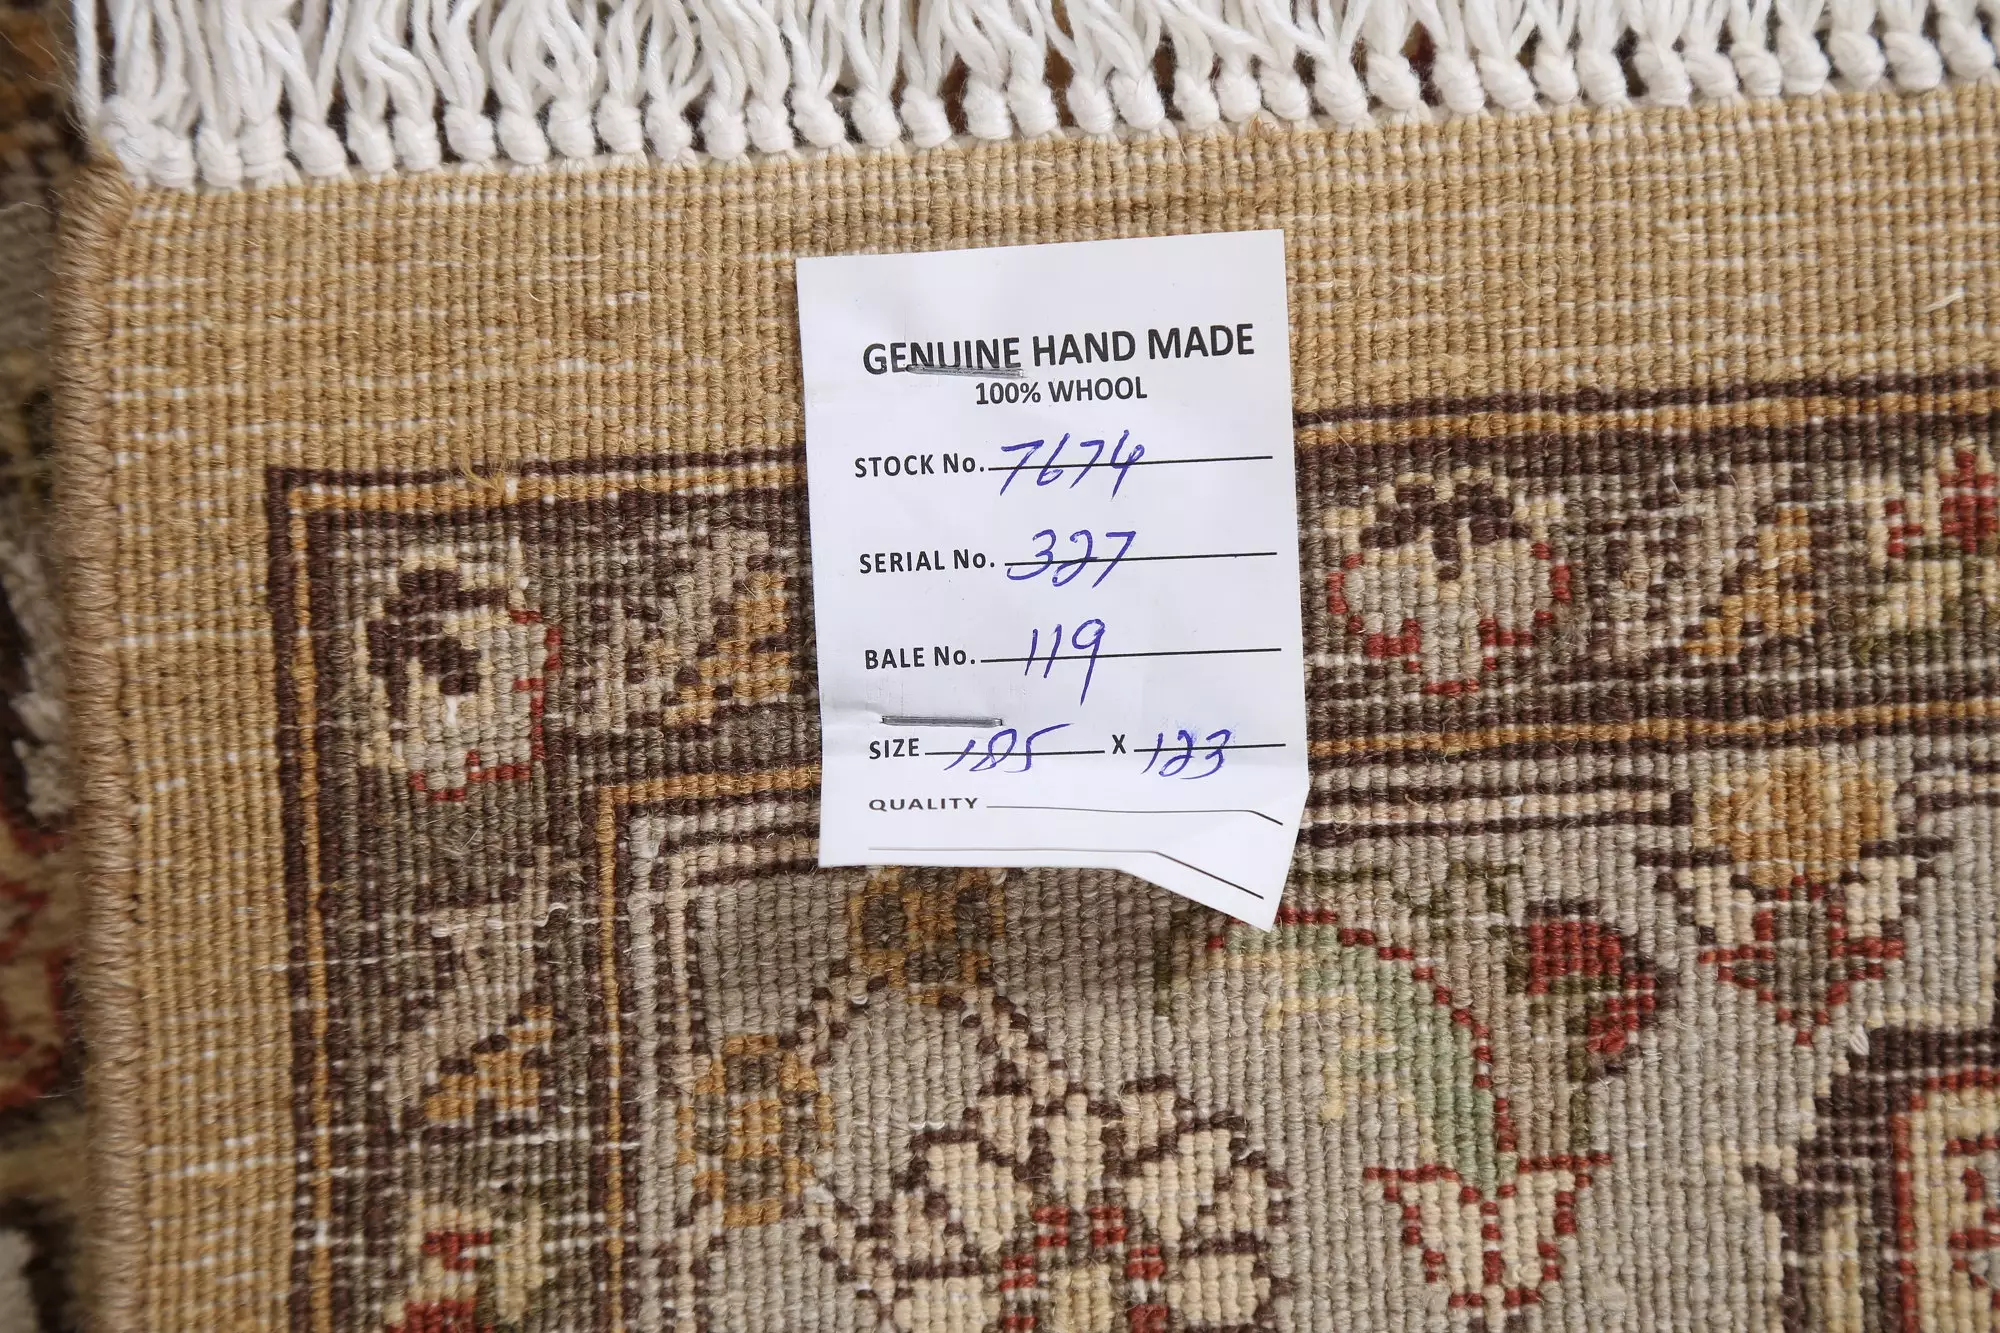 GENUINE HAND MADE
100% WHOOL
STOCK No. 7674
SERIAL No. 327
BALE No. 119
SIZE 185 X 123
QUALITY